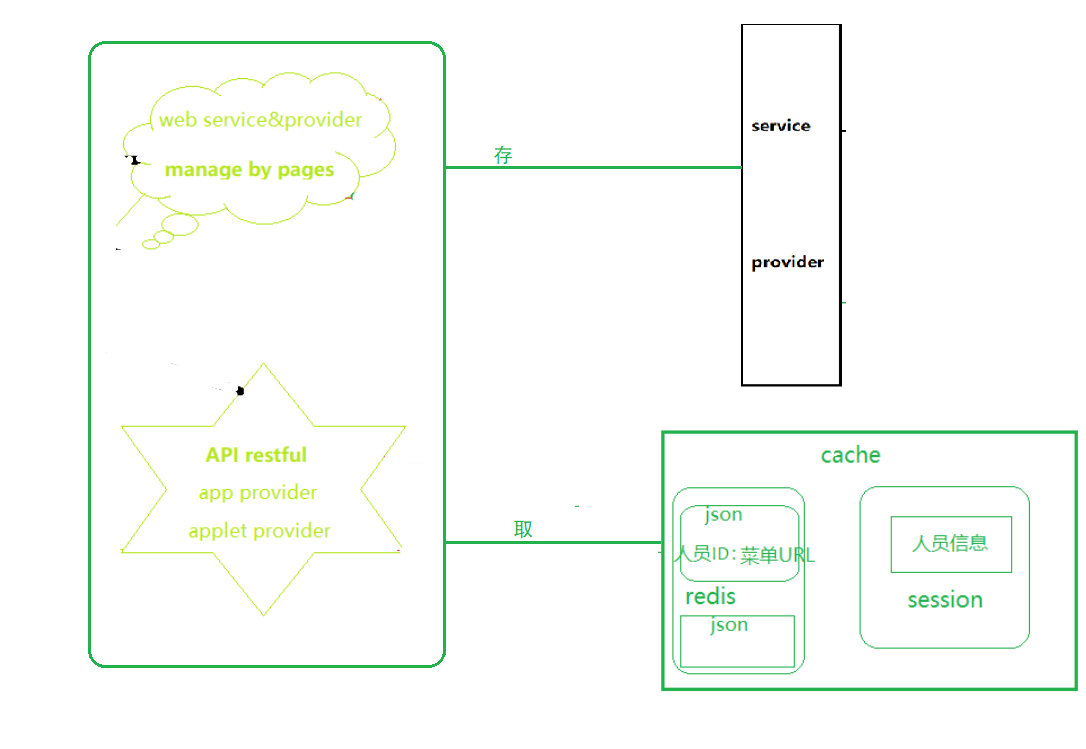 web service&provider
manage by pages
存
service
provider
API restful
app provider
applet provider
取
cache
json
人员ID：菜单URL
redis
json
人员信息
session